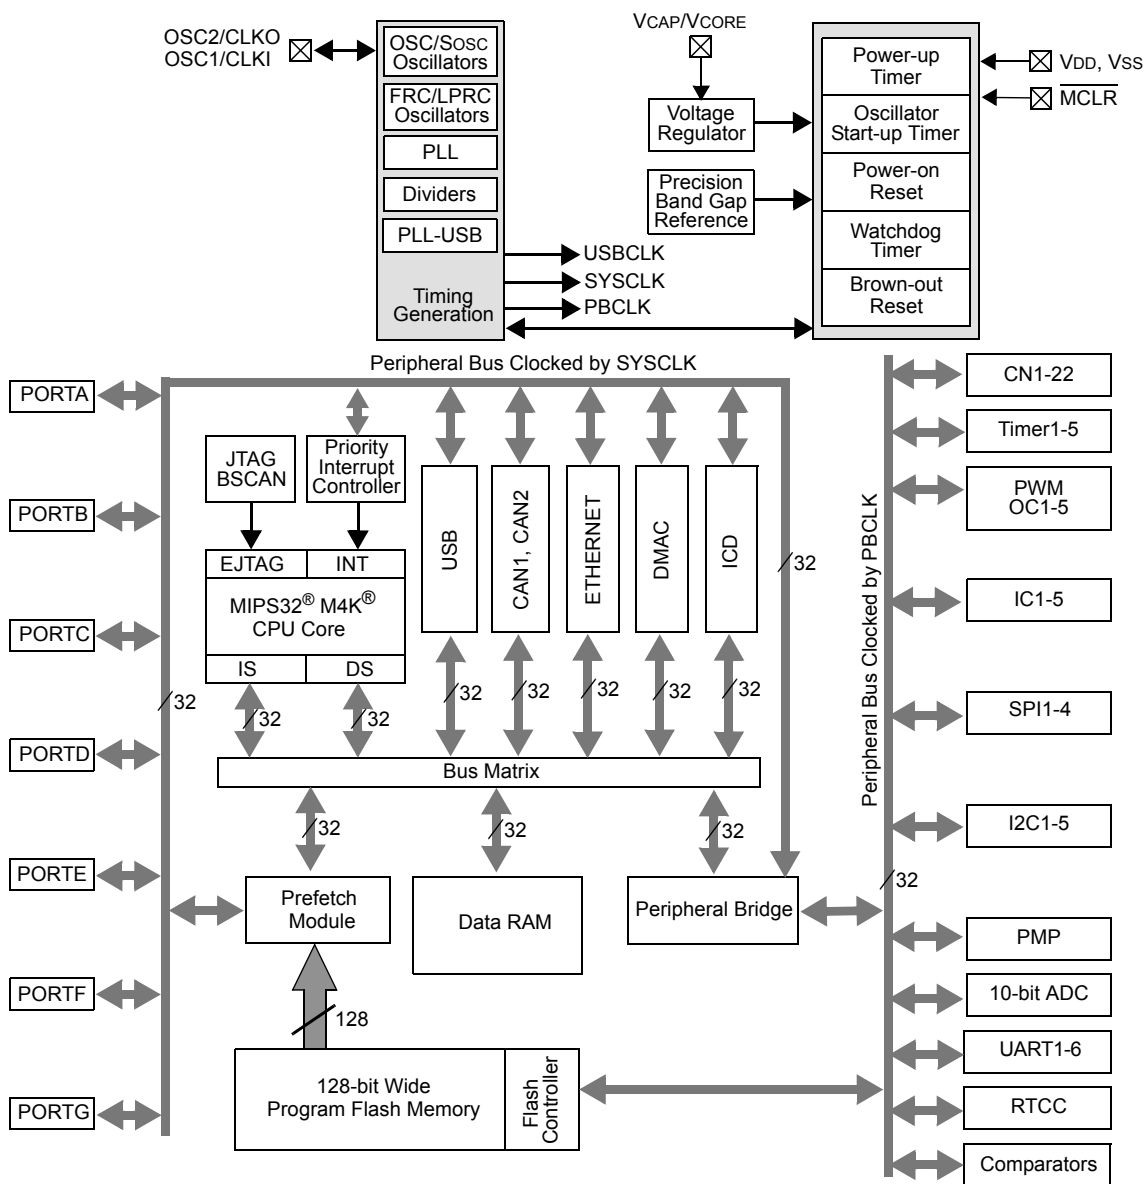 OSC2/CLKO
OSC1/CLKI
OSC/SOSC
Oscillators
FRC/LPRC
Oscillators
PLL
Dividers
PLL-USB
Timing
Generation
USBCLK
SYSCLK
PBCLK
VCAP/VCORE
Voltage
Regulator
Precision
Band Gap
Reference
Power-up
Timer
Oscillator
Start-up Timer
Power-on
Reset
Watchdog
Timer
Brown-out
Reset
VDD, VSS
MCLR
Peripheral Bus Clocked by SYSCLK
PORTA
PORTB
PORTC
PORTD
PORTE
PORTF
PORTG
32
JTAG
BSCAN
Priority
Interrupt
Controller
EJTAG
INT
MIPS32® M4K®
CPU Core
IS
DS
USB
CAN1, CAN2
ETHERNET
DMAC
ICD
32
32
32
32
32
32
32
32
Bus Matrix
32
32
32
Prefetch
Module
Data RAM
Peripheral Bridge
128
128-bit Wide
Program Flash Memory
Flash
Controller
Peripheral Bus Clocked by PBCLK
32
CN1-22
Timer1-5
PWM
OC1-5
IC1-5
SPI1-4
I2C1-5
PMP
10-bit ADC
UART1-6
RTCC
Comparators